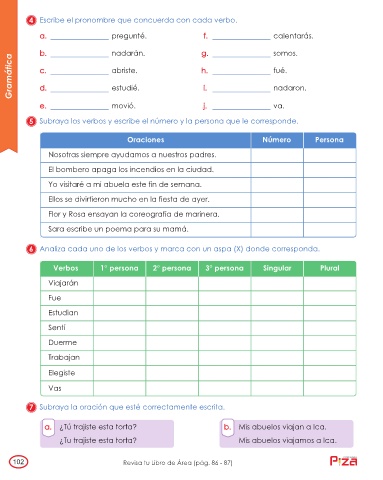 Gramática
4 Escribe el pronombre que concuerda con cada verbo.
a. ______________ pregunté.
f. ______________ calentarás.
b. ______________ nadarán.
g. ______________ somos.
c. ______________ abriste.
h. ______________ fué.
d. ______________ estudié.
i. ______________ nadaron.
e. ______________ movió.
j. ______________ va.
5 Subraya los verbos y escribe el número y la persona que le corresponde.
Oraciones Número Persona
Nosotras siempre ayudamos a nuestros padres.
El bombero apaga los incendios en la ciudad.
Yo visitaré a mi abuela este fin de semana.
Ellos se divirtieron mucho en la fiesta de ayer.
Flor y Rosa ensayan la coreografía de marinera.
Sara escribe un poema para su mamá.
6 Analiza cada uno de los verbos y marca con un aspa (X) donde corresponda.
Verbos 1° persona 2° persona 3° persona Singular Plural
Viajarán
Fue
Estudian
Sentí
Duerme
Trabajan
Elegiste
Vas
7 Subraya la oración que esté correctamente escrita.
a. ¿Tú trajiste esta torta?
¿Tu trajiste esta torta?
b. Mis abuelos viajan a Ica.
Mis abuelos viajamos a Ica.
102
Revisa tu Libro de Área (pág. 86 - 87)